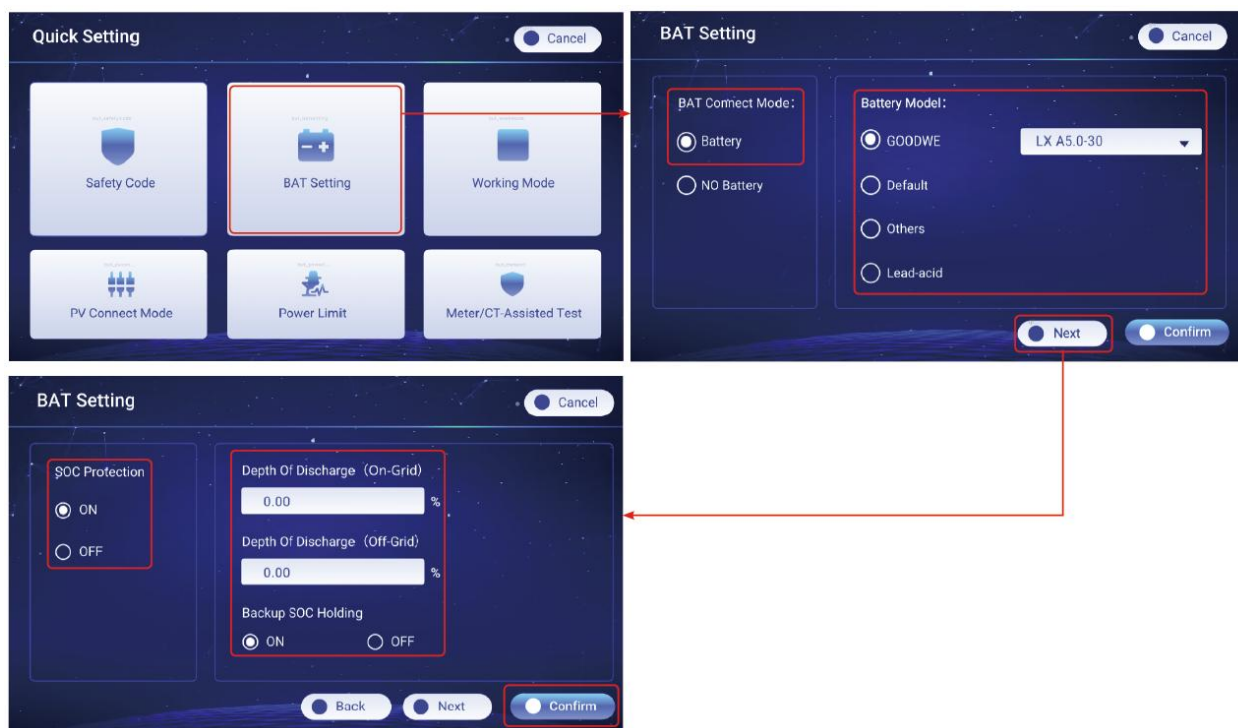 Quick Setting
Cancel
Safety Code
BAT Setting
Working Mode
PV Connect Mode
Power Limit
Meter/CT-Assisted Test
BAT Setting
Cancel
BAT Connect Mode:
Battery
NO Battery
Battery Model:
GOODWE
LX A5.0-30
Default
Others
Lead-acid
Next
Confirm
BAT Setting
Cancel
SOC Protection
ON
OFF
Depth Of Discharge (On-Grid)
0.00
%
Depth Of Discharge (Off-Grid)
0.00
%
Backup SOC Holding
ON
OFF
Back
Next
Confirm